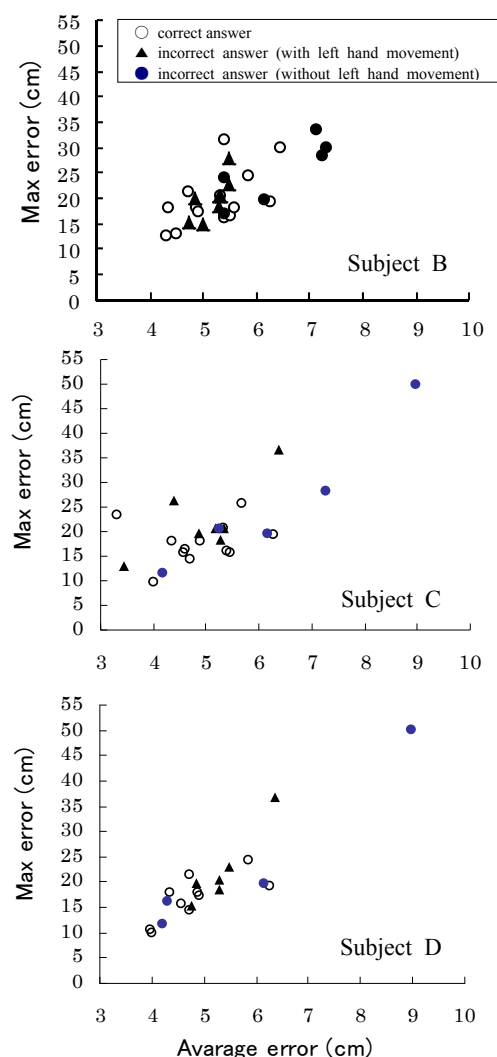 correct answer
incorrect answer (with left hand movement)
incorrect answer (without left hand movement)
Max error (cm)
55
50
45
40
35
30
25
20
15
10
5
0
Subject B
3 4 5 6 7 8 9 10
Max error (cm)
55
50
45
40
35
30
25
20
15
10
5
0
Subject C
3 4 5 6 7 8 9 10
Max error (cm)
55
50
45
40
35
30
25
20
15
10
5
0
Subject D
3 4 5 6 7 8 9 10
Avarage error (cm)